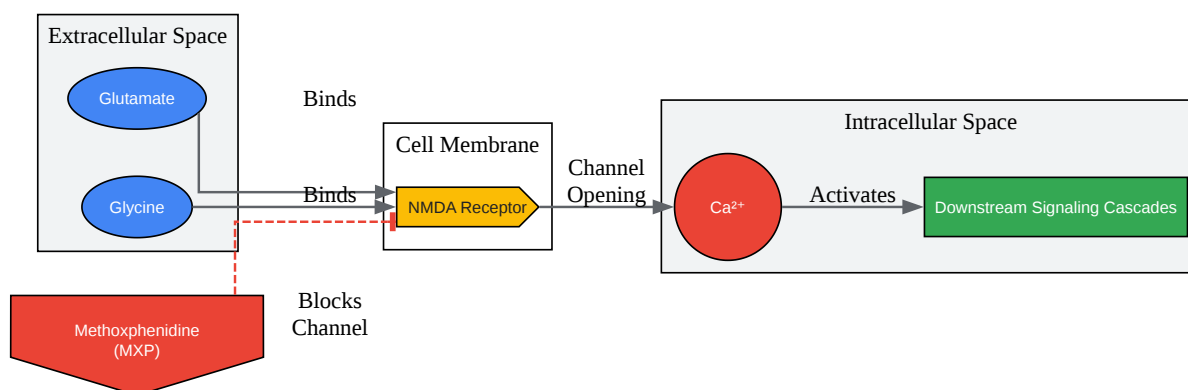 Extracellular Space
Glutamate
Binds
Glycine
Binds
Cell Membrane
NMDA Receptor
Channel
Opening
Intracellular Space
Ca²⁺
Activates
Downstream Signaling Cascades
Methoxphenidine
(MXP)
Blocks
Channel